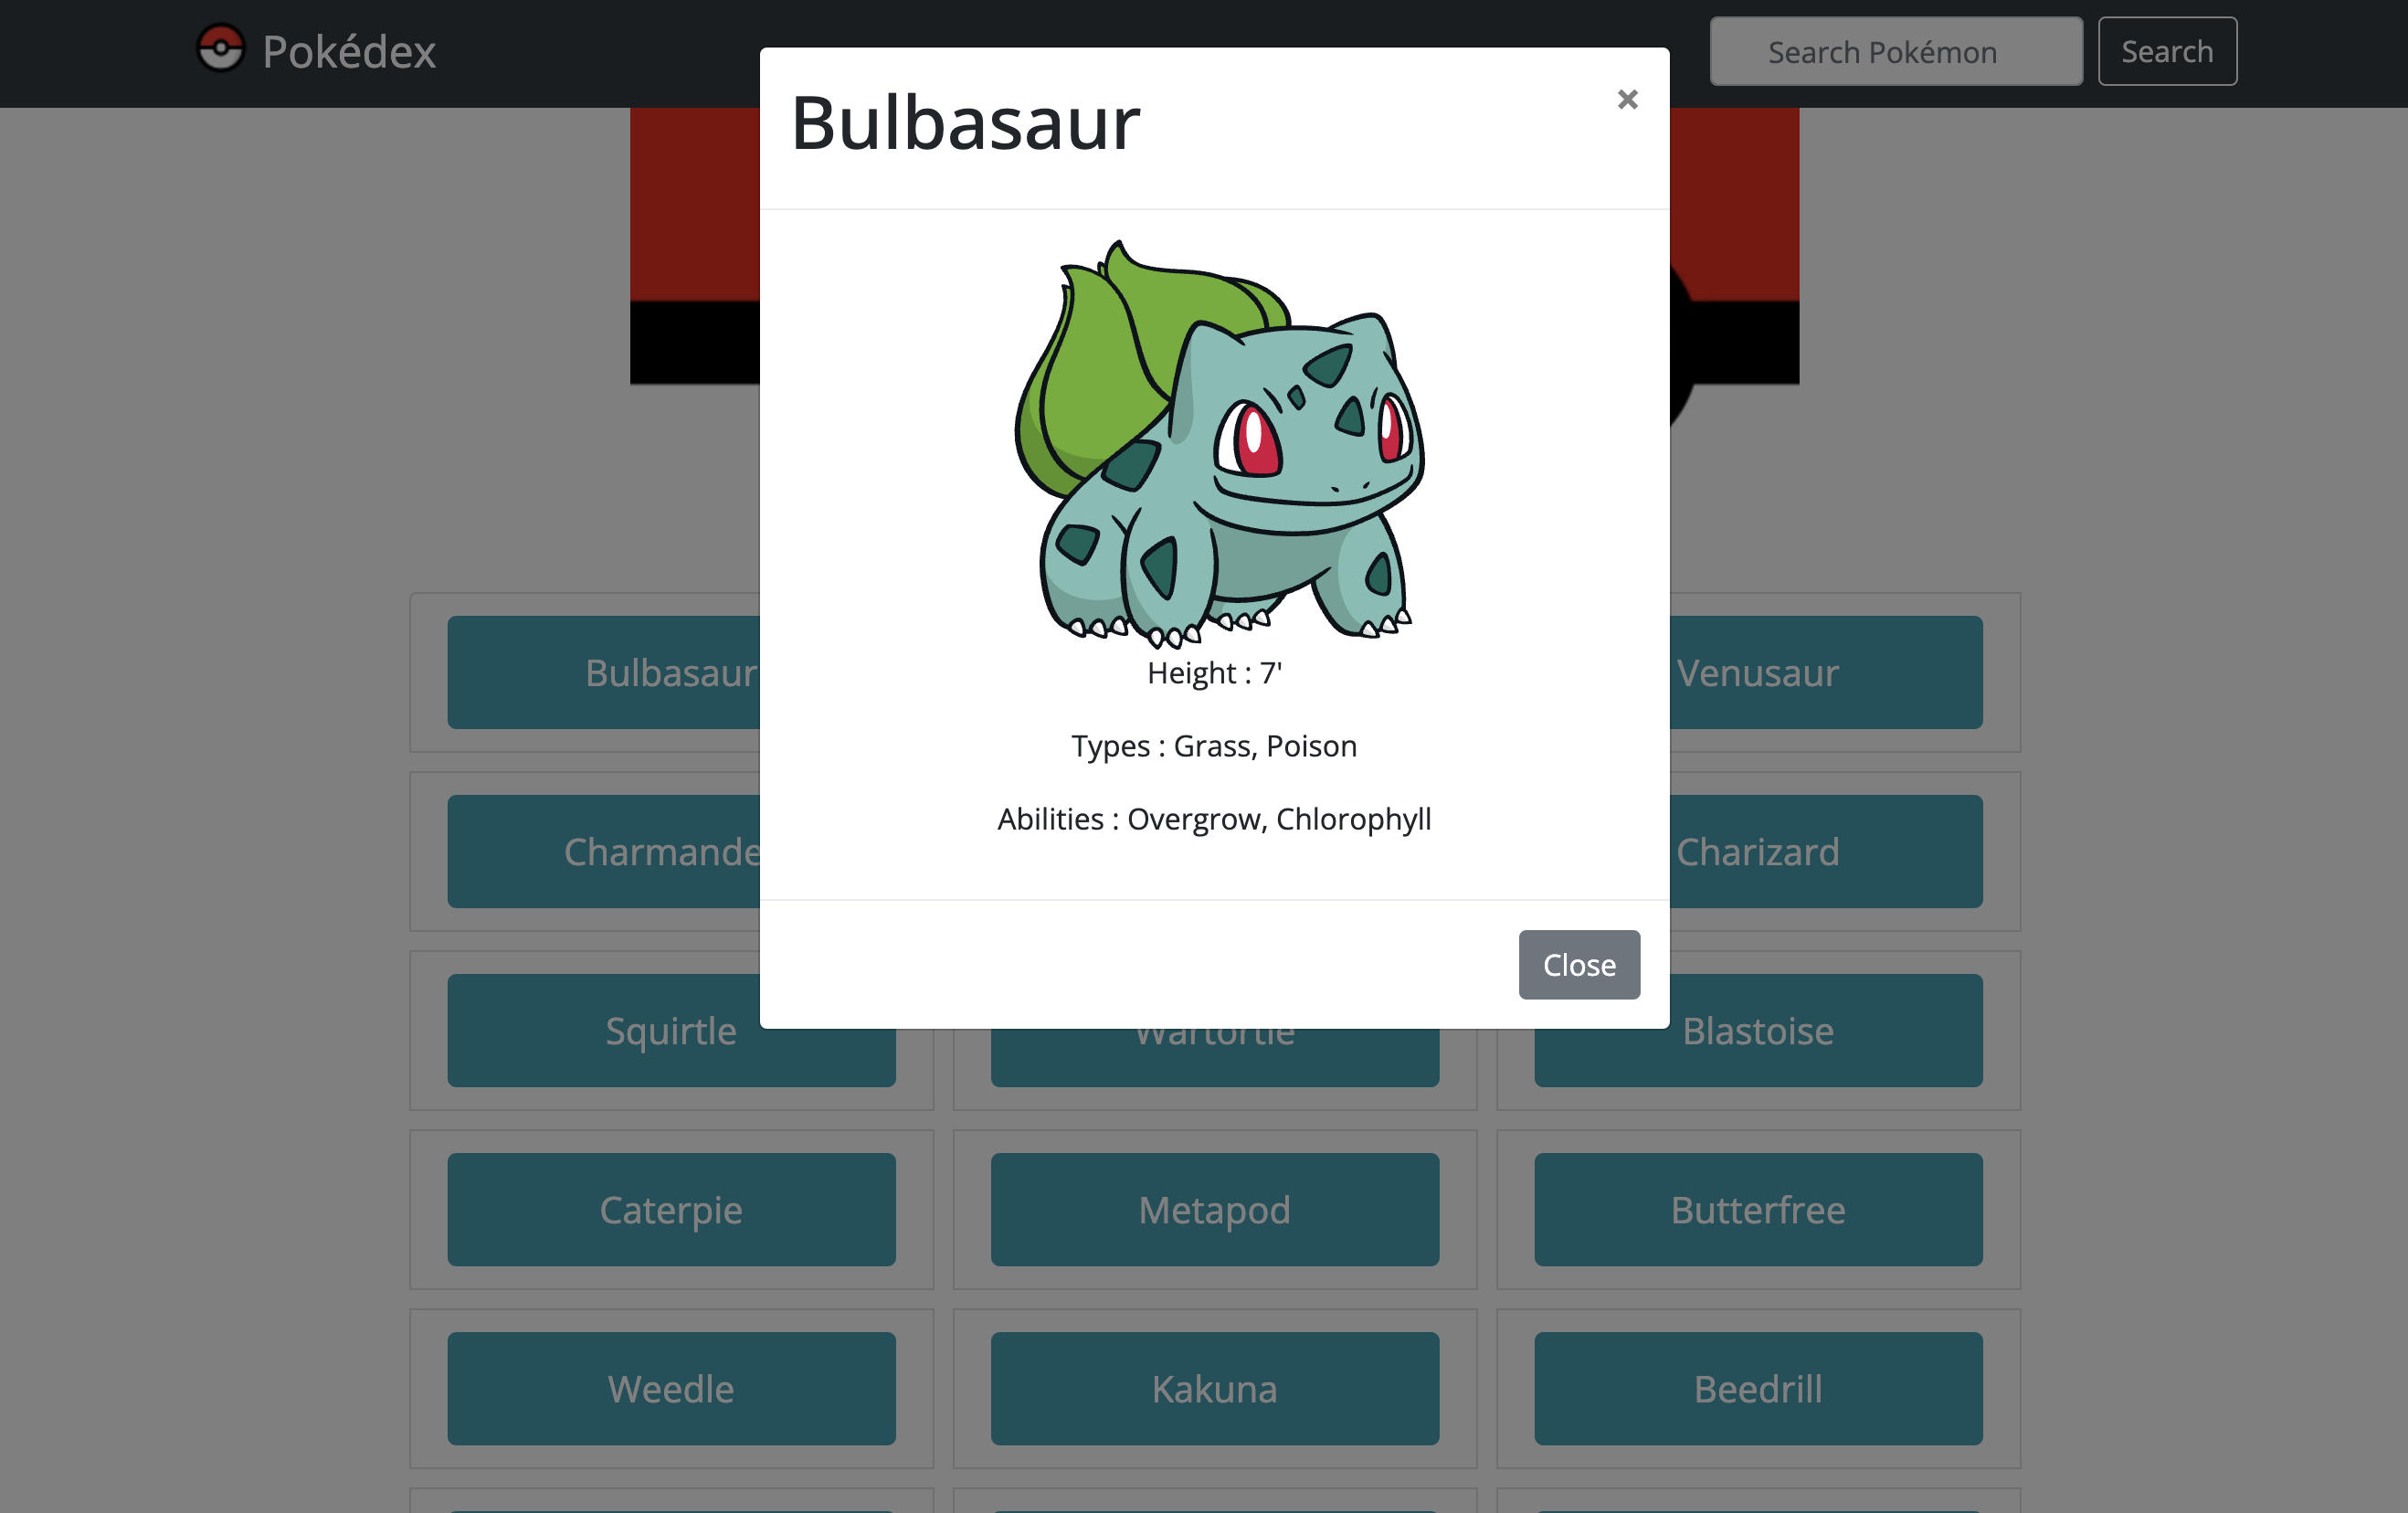 Pokédex
Search Pokémon
Search
Bulbasaur
×
Height : 7'
Types : Grass, Poison
Abilities : Overgrow, Chlorophyll
Close
Bulbasaur
Venusaur
Charmande
Charizard
Squirtle
Wartortle
Blastoise
Caterpie
Metapod
Butterfree
Weedle
Kakuna
Beedrill